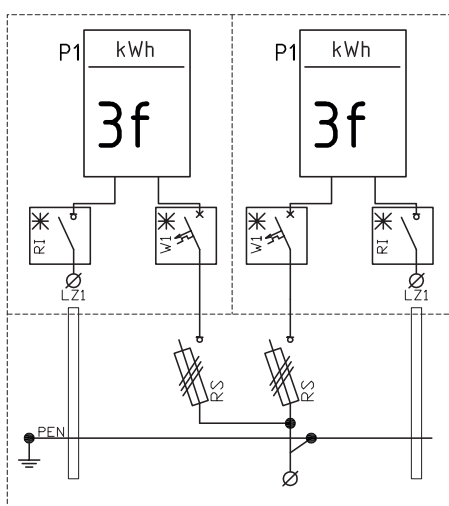 P1 kWh P1 kWh
3f 3f
RI W1 W1 RI
LZ1 LZ1
RS RS
PEN